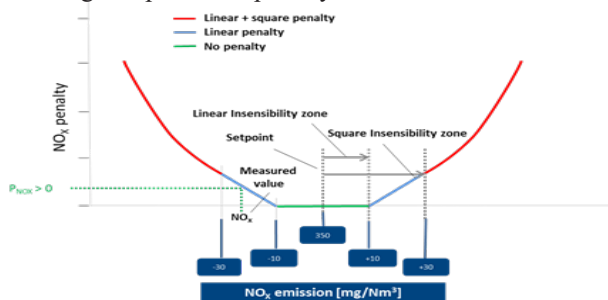 Linear + square penalty
Linear penalty
No penalty
NOX penalty
Linear Insensibility zone
Setpoint
Square Insensibility zone
Measured
value
PNOX > 0
NOX
350
-30
-10
+10
+30
NOX emission [mg/Nm³]